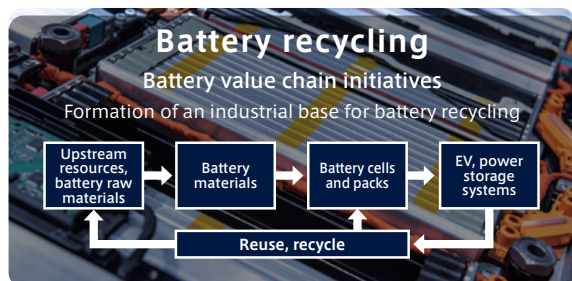 Battery recycling
Battery value chain initiatives
Formation of an industrial base for battery recycling
Upstream
resources,
battery raw
materials
Battery
materials
Battery cells
and packs
EV, power
storage
systems
Reuse, recycle